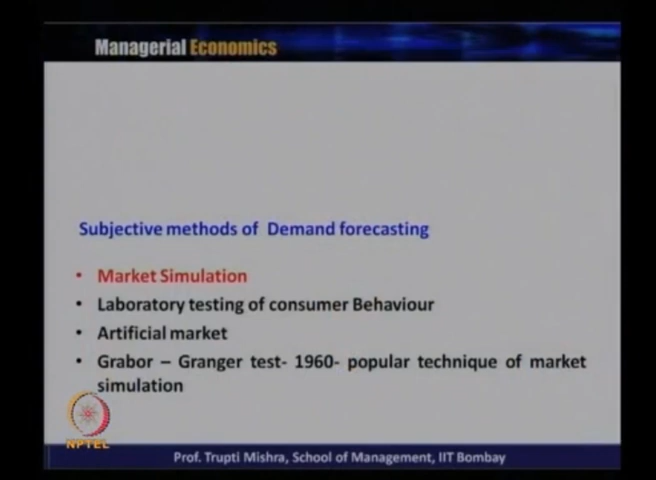 Managerial Economics
Subjective methods of Demand forecasting
• Market Simulation
• Laboratory testing of consumer Behaviour
• Artificial market
• Grabor – Granger test- 1960- popular technique of market
simulation
NPTEL
Prof. Trupti Mishra, School of Management, IIT Bombay